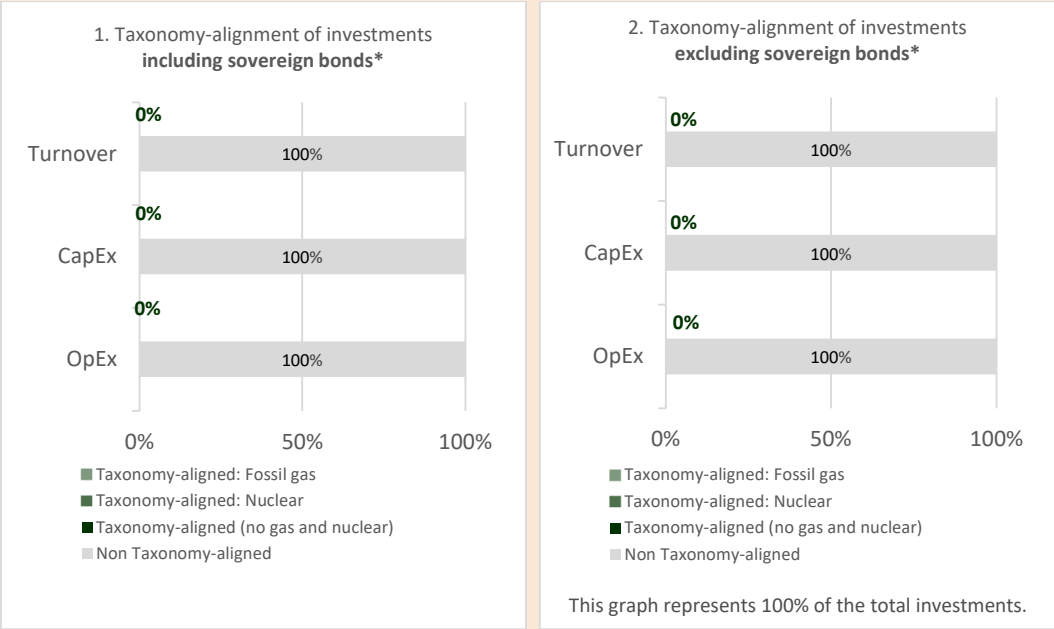 1. Taxonomy-alignment of investments
including sovereign bonds*
0%
Turnover
100%
0%
CapEx
100%
0%
OpEx
100%
0%
50%
100%
Taxonomy-aligned: Fossil gas
Taxonomy-aligned: Nuclear
Taxonomy-aligned (no gas and nuclear)
Non Taxonomy-aligned
2. Taxonomy-alignment of investments
excluding sovereign bonds*
0%
Turnover
100%
0%
CapEx
100%
0%
OpEx
100%
0%
50%
100%
Taxonomy-aligned: Fossil gas
Taxonomy-aligned: Nuclear
Taxonomy-aligned (no gas and nuclear)
Non Taxonomy-aligned
This graph represents 100% of the total investments.